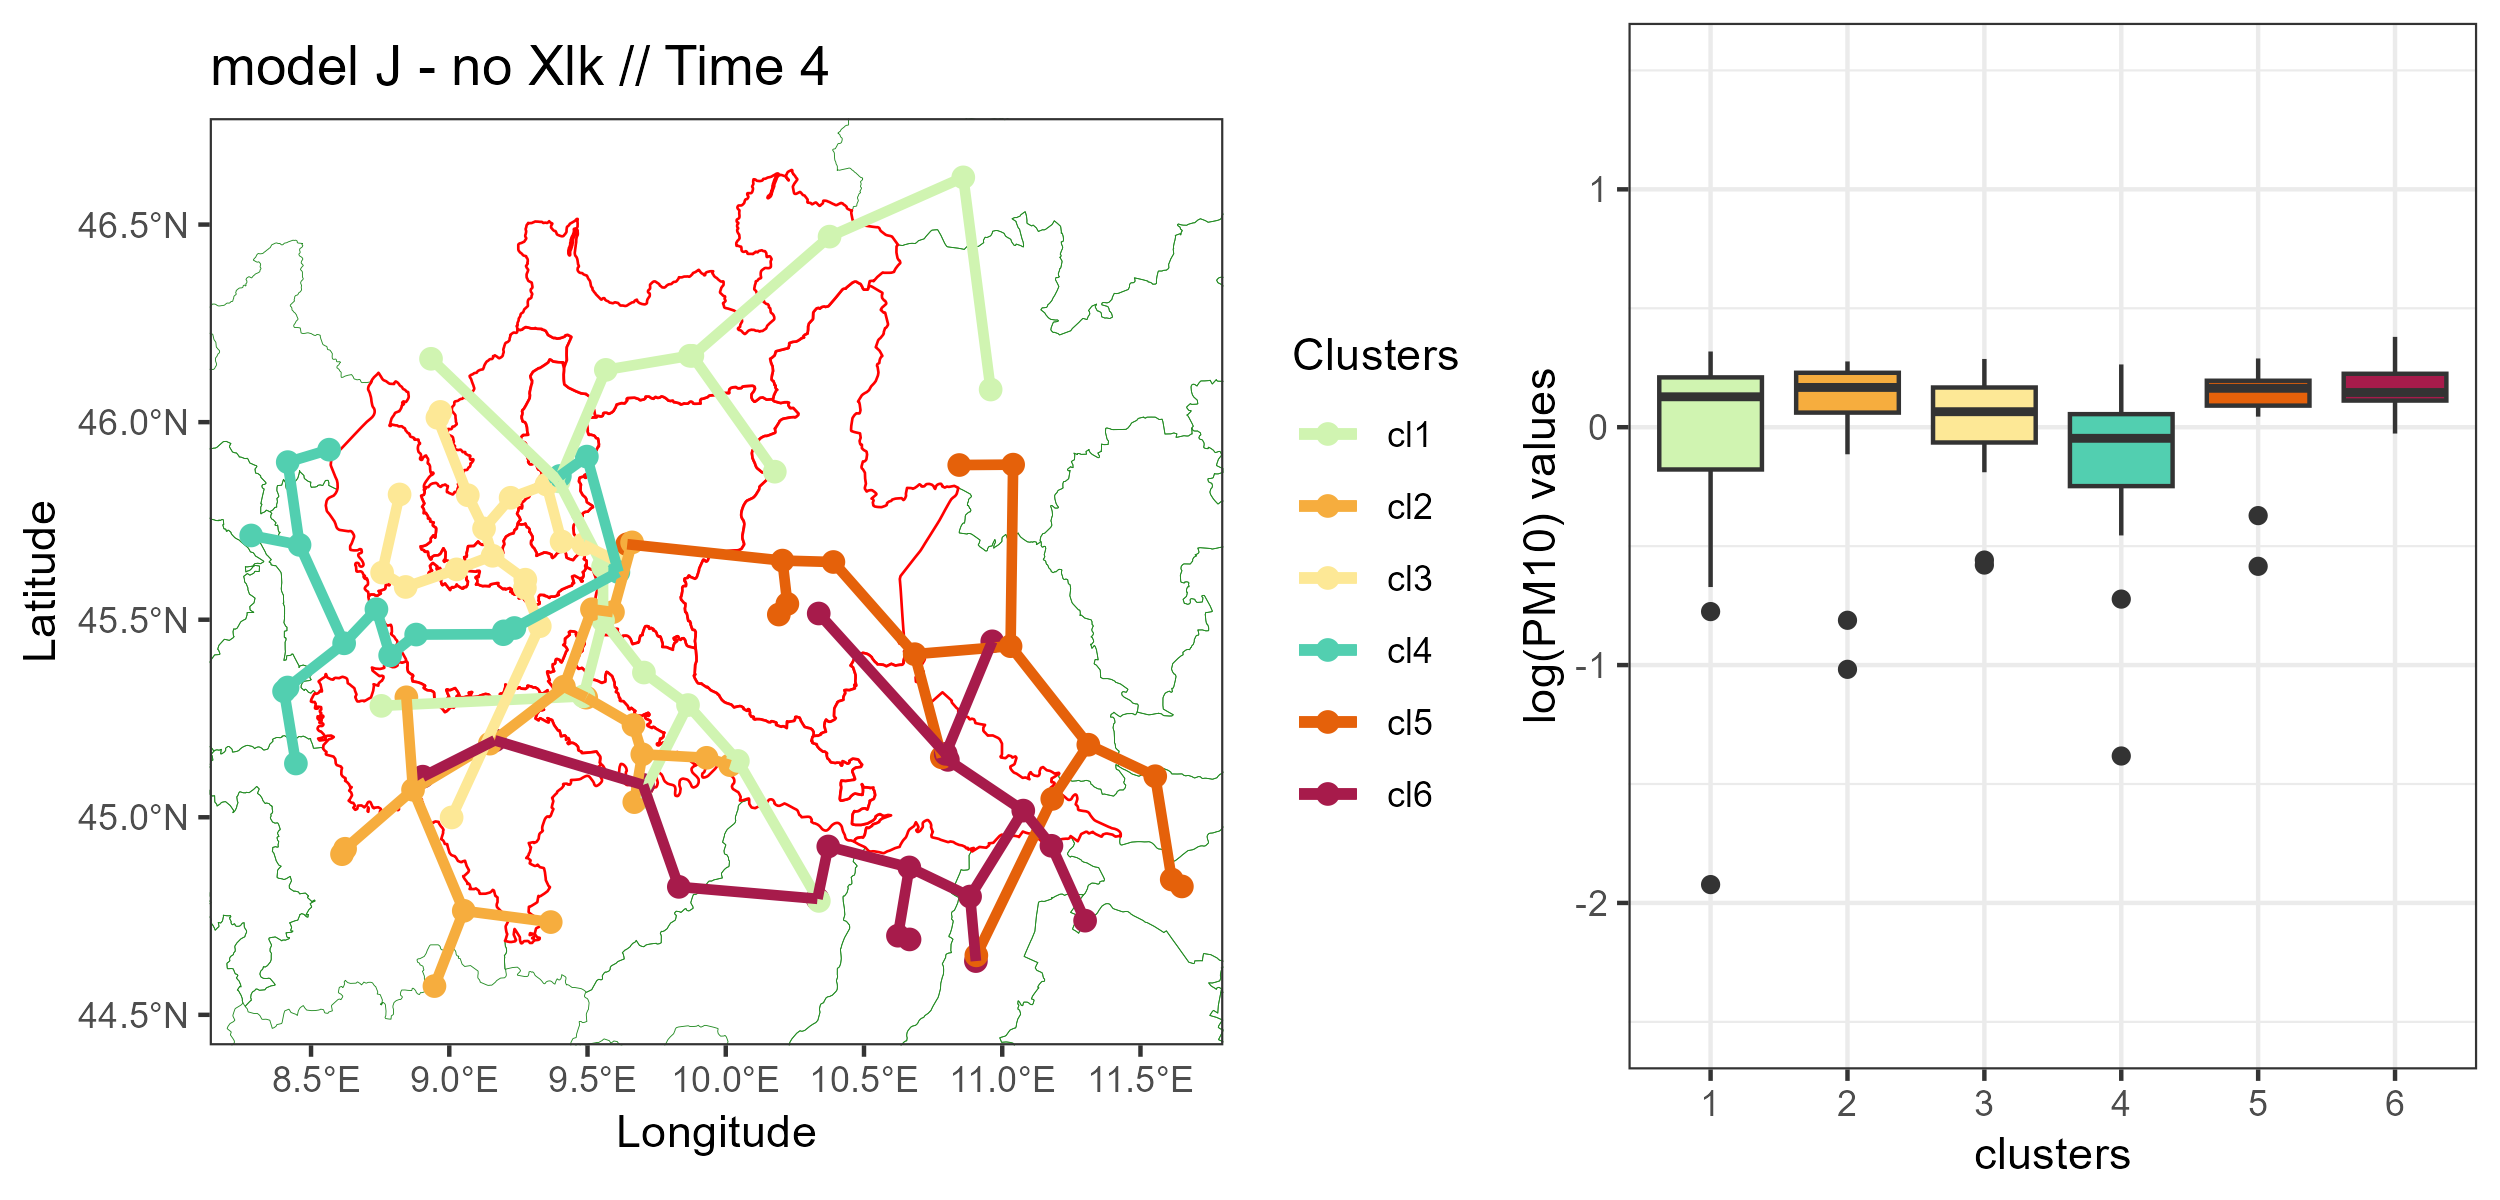 model J - no Xlk // Time 4
46.5°N
46.0°N
45.5°N
45.0°N
44.5°N
Latitude
8.5°E
9.0°E
9.5°E
10.0°E
10.5°E
11.0°E
11.5°E
Longitude
Clusters
cl1
cl2
cl3
cl4
cl5
cl6
log(PM10) values
1
0
-1
-2
1
2
3
4
5
6
clusters